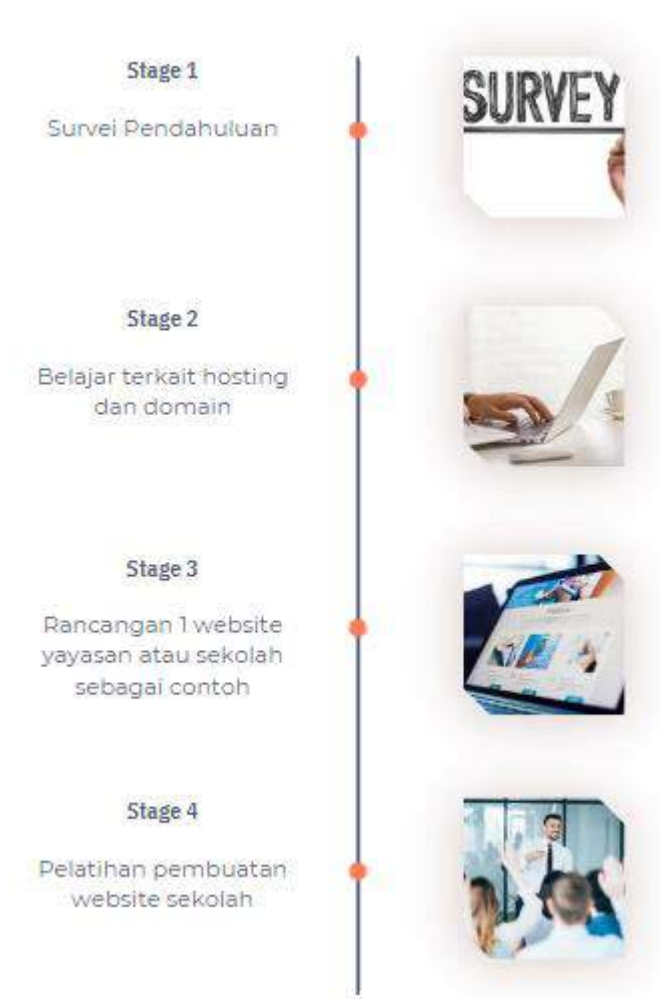 Stage 1
Survei Pendahuluan
SURVEY
Stage 2
Belajar terkait hosting
dan domain
Stage 3
Rancangan 1 website
yayasan atau sekolah
sebagai contoh
Stage 4
Pelatihan pembuatan
website sekolah